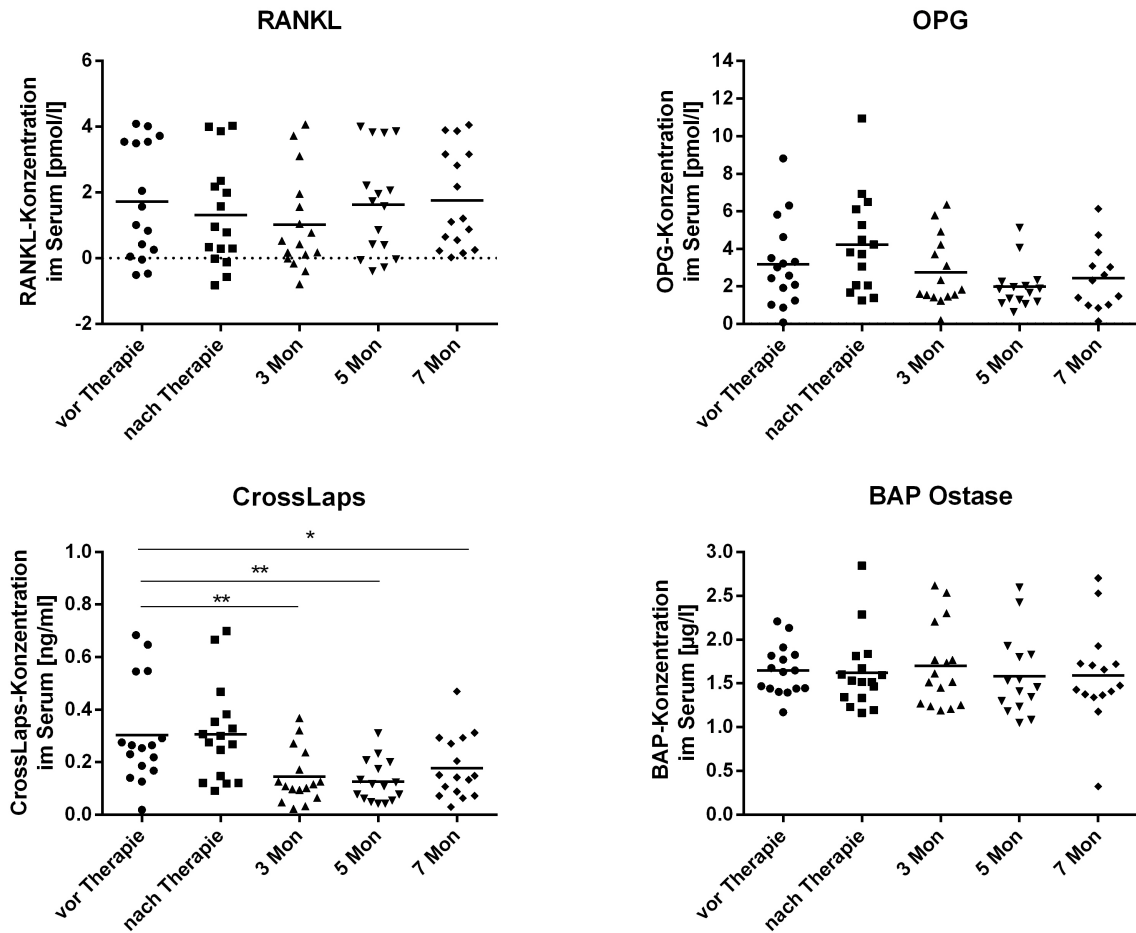 RANKL
RANKL-Konzentration
im Serum [pmol/l]
6
4
2
0
-2
vor Therapie
nach Therapie
3 Mon
5 Mon
7 Mon
OPG
OPG-Konzentration
im Serum [pmol/l]
14
12
10
8
6
4
2
0
vor Therapie
nach Therapie
3 Mon
5 Mon
7 Mon
CrossLaps
CrossLaps-Konzentration
im Serum [ng/ml]
1.0
0.8
0.6
0.4
0.2
0.0
*
**
**
vor Therapie
nach Therapie
3 Mon
5 Mon
7 Mon
BAP Ostase
BAP-Konzentration
im Serum [µg/l]
3.0
2.5
2.0
1.5
1.0
0.5
0.0
vor Therapie
nach Therapie
3 Mon
5 Mon
7 Mon